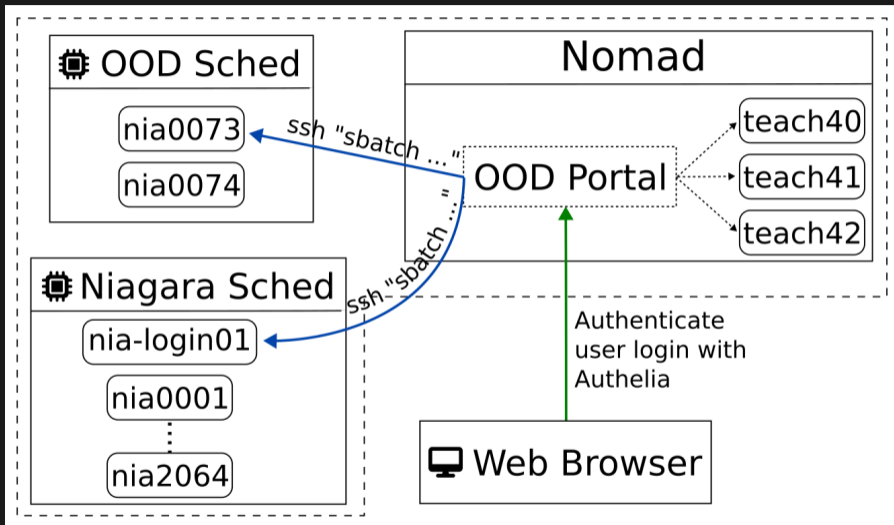 OOD Sched
nia0073
nia0074
ssh "sbatch ..."
Nomad
OOD Portal
teach40
teach41
teach42
ssh "sbatch ..."
Niagara Sched
nia-login01
nia0001
nia2064
Authenticate
user login with
Authelia
Web Browser